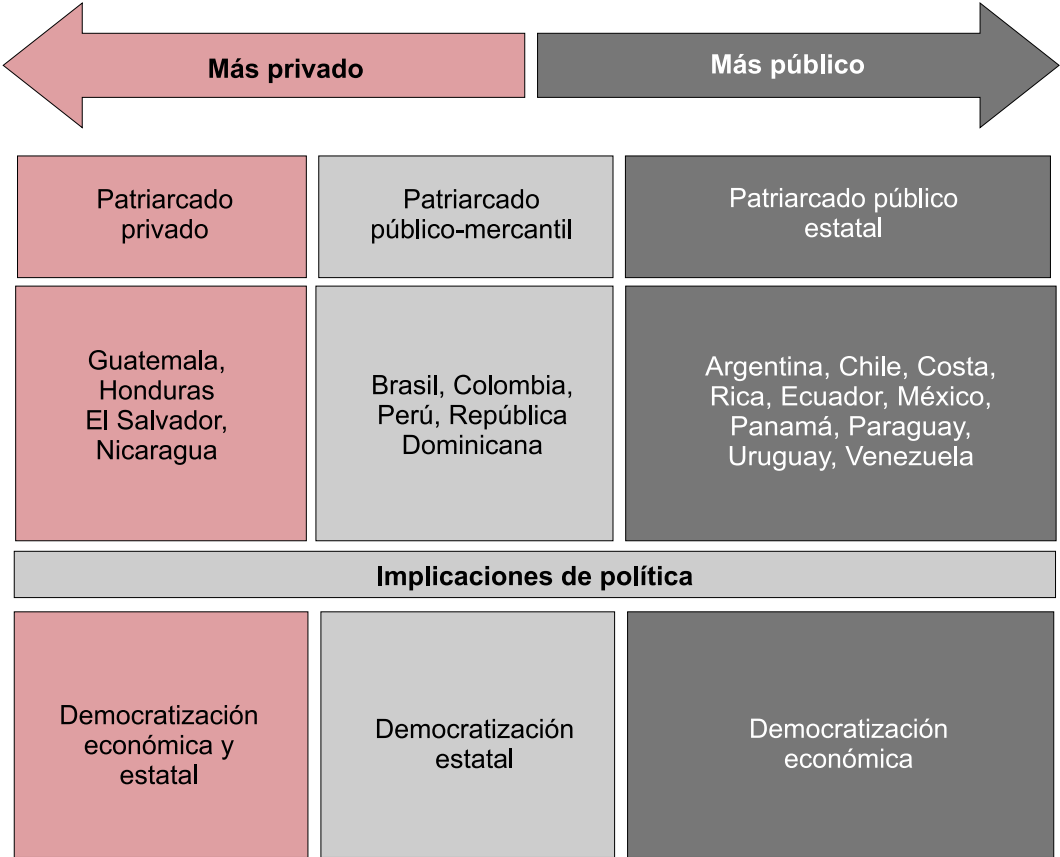 Más privado
Más público
Patriarcado
privado
Patriarcado
público-mercantil
Patriarcado público
estatal
Guatemala,
Honduras
El Salvador,
Nicaragua
Brasil, Colombia,
Perú, República
Dominicana
Argentina, Chile, Costa,
Rica, Ecuador, México,
Panamá, Paraguay,
Uruguay, Venezuela
Implicaciones de política
Democratización
económica y
estatal
Democratización
estatal
Democratización
económica